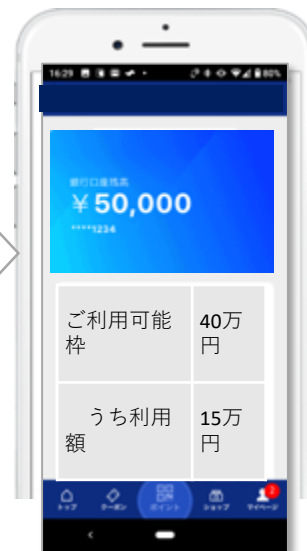 16:29
80%
銀行口座残高
¥50,000
****1234
ご利用可能
枠
40万
円
うち利用
額
15万
円
2
トップ
クーポン
ポイント
ショップ
マイページ